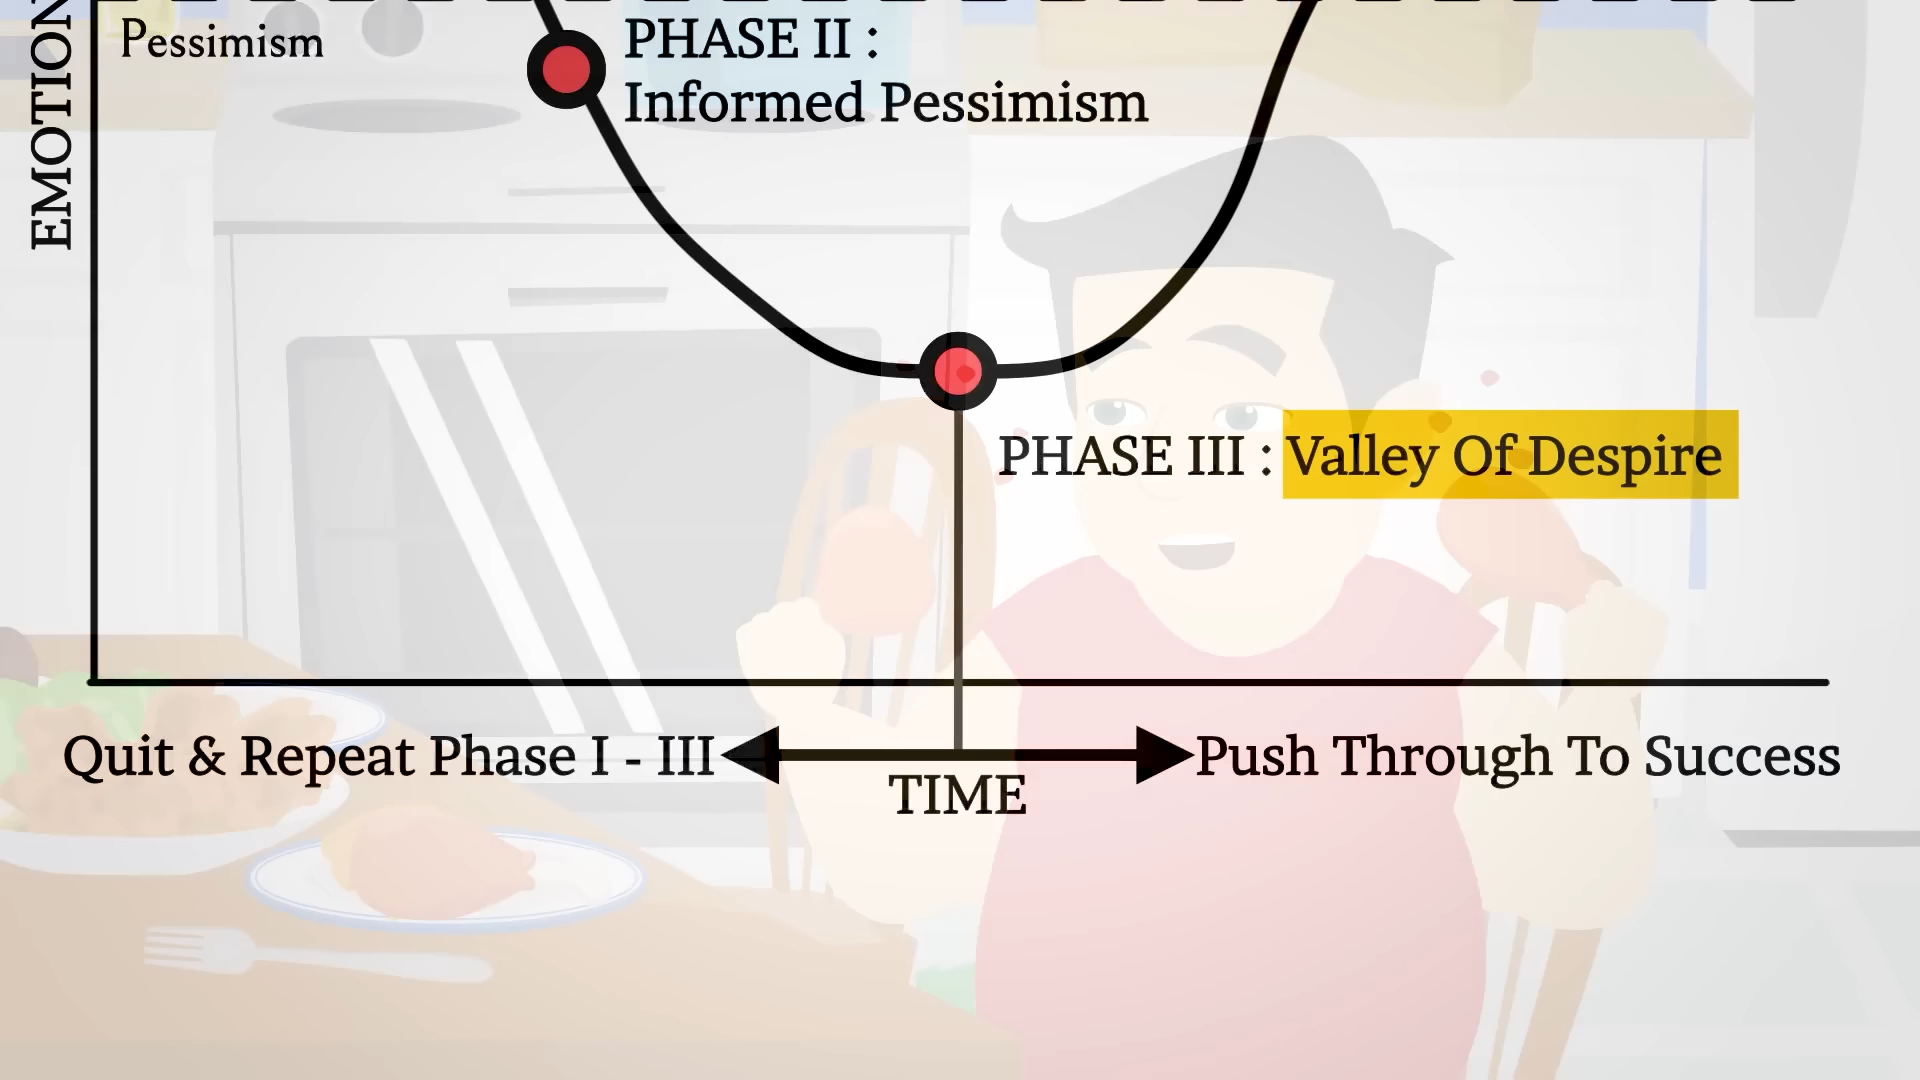 EMOTION
Pessimism
PHASE II :
Informed Pessimism
PHASE III : Valley Of Despire
Quit & Repeat Phase I - III
Push Through To Success
TIME